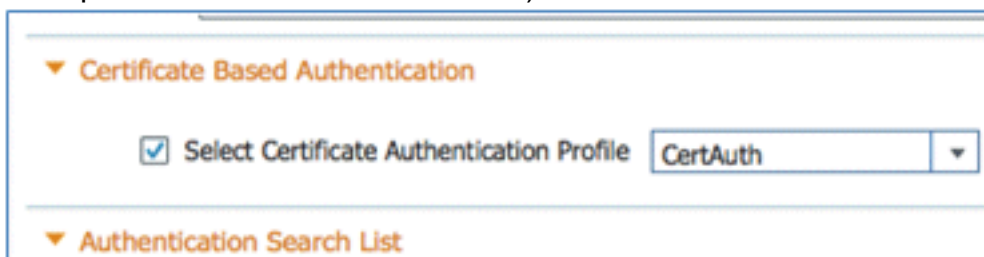 Certificate Based Authentication
Select Certificate Authentication Profile CertAuth
Authentication Search List